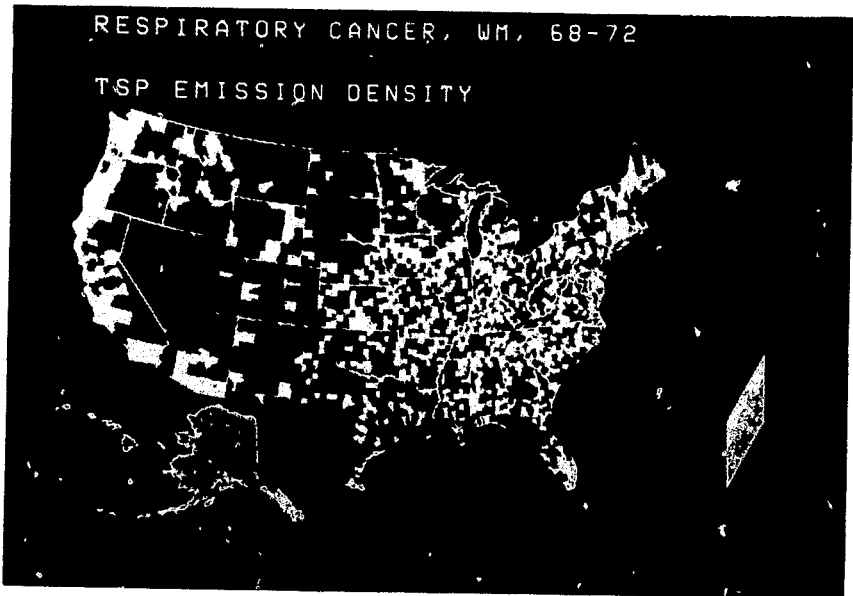 RESPIRATORY CANCER, WM, 68-72
TSP EMISSION DENSITY